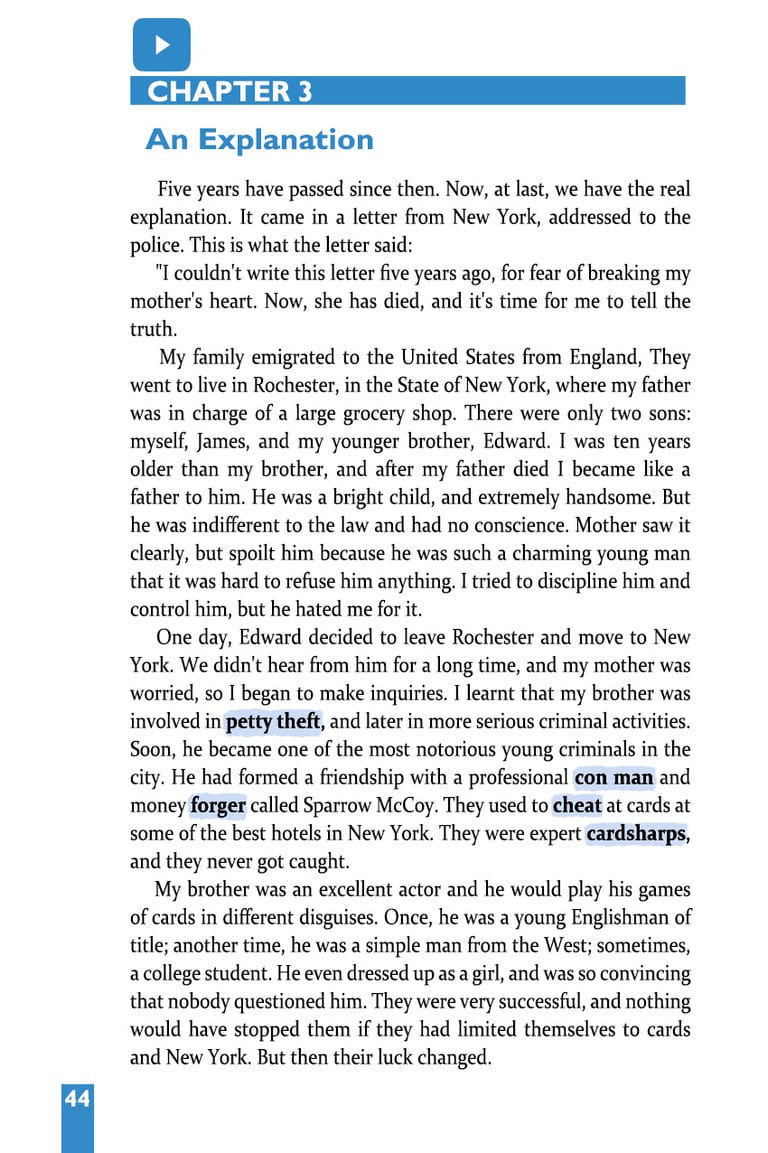 CHAPTER 3
An Explanation
Five years have passed since then. Now, at last, we have the real
explanation. It came in a letter from New York, addressed to the
police. This is what the letter said:
"I couldn't write this letter five years ago, for fear of breaking my
mother's heart. Now, she has died, and it's time for me to tell the
truth.
My family emigrated to the United States from England, They
went to live in Rochester, in the State of New York, where my father
was in charge of a large grocery shop. There were only two sons:
myself, James, and my younger brother, Edward. I was ten years
older than my brother, and after my father died I became like a
father to him. He was a bright child, and extremely handsome. But
he was indifferent to the law and had no conscience. Mother saw it
clearly, but spoilt him because he was such a charming young man
that it was hard to refuse him anything. I tried to discipline him and
control him, but he hated me for it.
One day, Edward decided to leave Rochester and move to New
York. We didn't hear from him for a long time, and my mother was
worried, so I began to make inquiries. I learnt that my brother was
involved in petty theft, and later in more serious criminal activities.
Soon, he became one of the most notorious young criminals in the
city. He had formed a friendship with a professional con man and
money forger called Sparrow McCoy. They used to cheat at cards at
some of the best hotels in New York. They were expert cardsharps,
and they never got caught.
My brother was an excellent actor and he would play his games
of cards in different disguises. Once, he was a young Englishman of
title; another time, he was a simple man from the West; sometimes,
a college student. He even dressed up as a girl, and was so convincing
that nobody questioned him. They were very successful, and nothing
would have stopped them if they had limited themselves to cards
and New York. But then their luck changed.
44